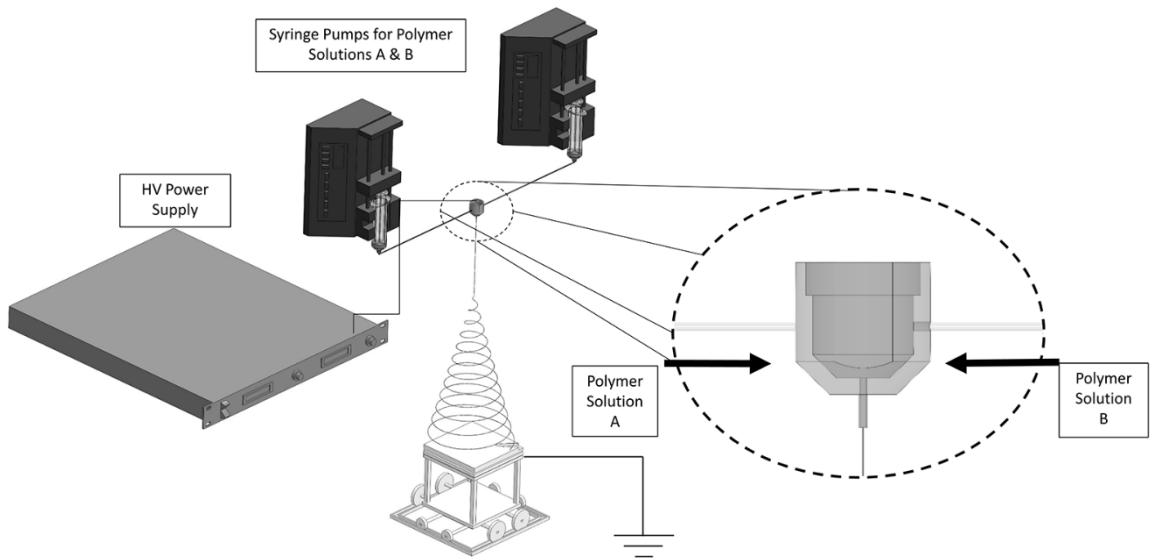 Syringe Pumps for Polymer
Solutions A & B
HV Power
Supply
Polymer
Solution
A
Polymer
Solution
B